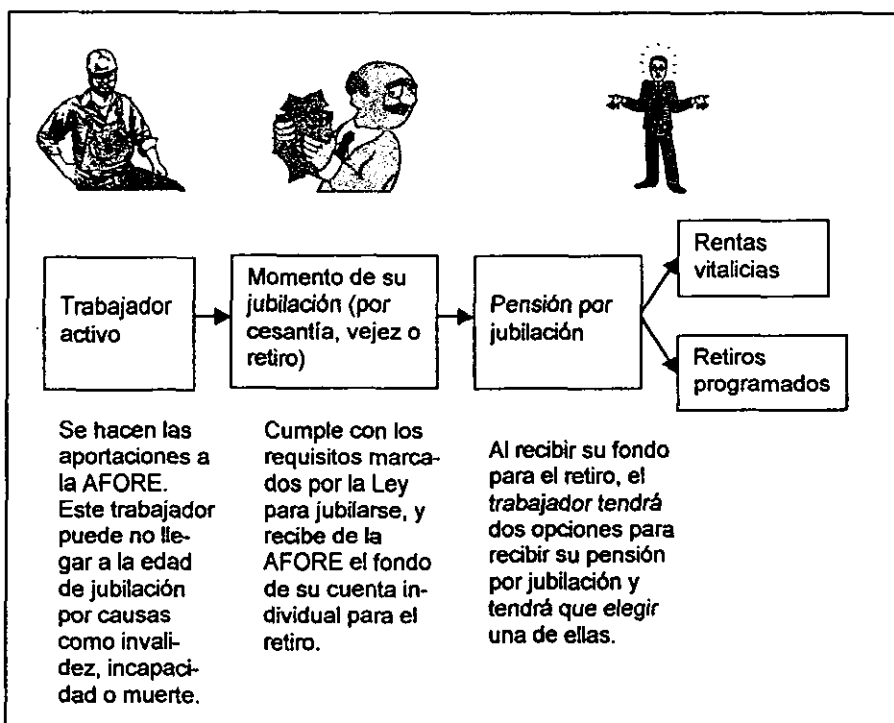 Trabajador
activo
Momento de su
jubilación (por
cesantía, vejez o
retiro)
Pensión por
jubilación
Rentas
vitalicias
Retiros
programados
Se hacen las
aportaciones a
la AFORE.
Este trabajador
puede no lle-
gar a la edad
de jubilación
por causas
como invali-
dez, incapaci-
dad o muerte.
Cumple con los
requisitos marca-
dos por la Ley
para jubilarse, y
recibe de la
AFORE el fondo
de su cuenta in-
dividual para el
retiro.
Al recibir su fondo
para el retiro, el
trabajador tendrá
dos opciones para
recibir su pensión
por jubilación y
tendrá que elegir
una de ellas.